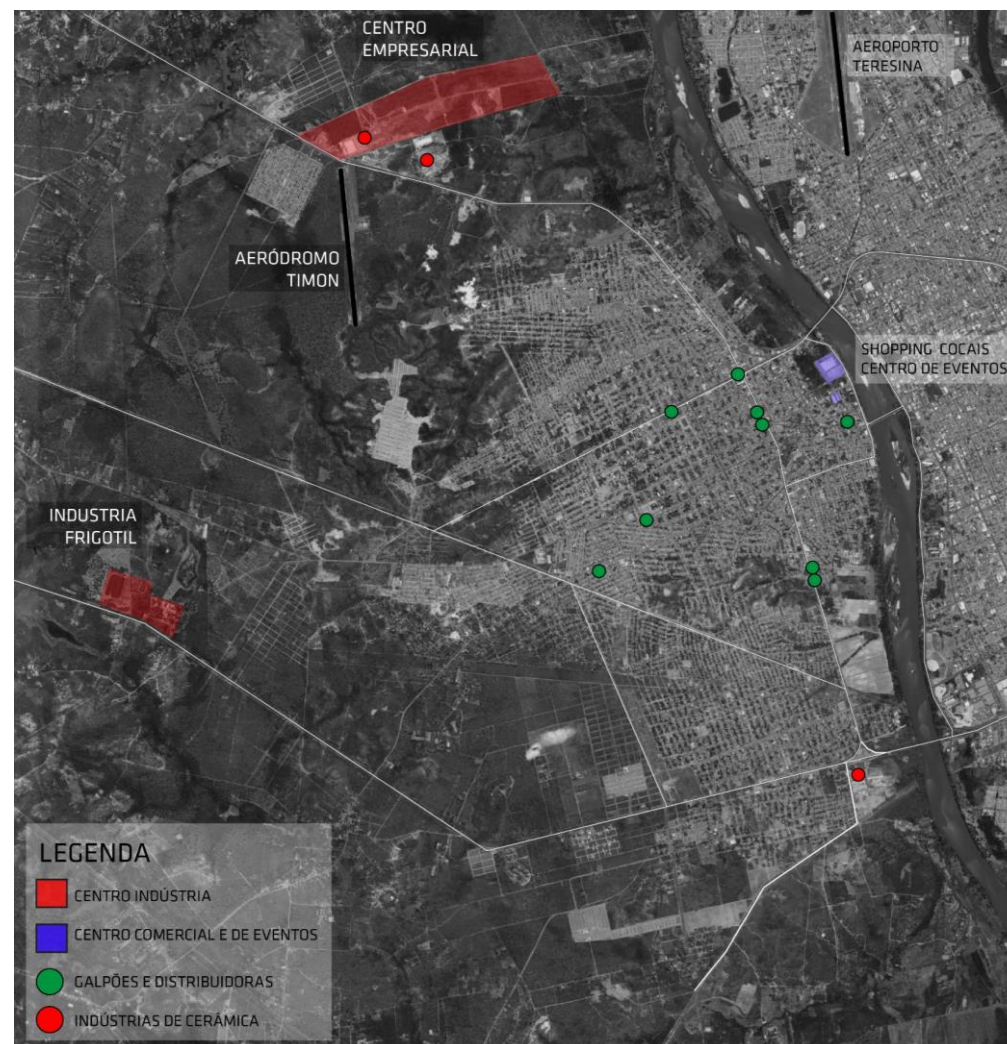 CENTRO
EMPRESARIAL
AEROPORTO
TERESINA
AERÓDROMO
TIMON
SHOPPING COCAIS
CENTRO DE EVENTOS
INDUSTRIA
FRIGOTIL
LEGENDA
CENTRO INDÚSTRIA
CENTRO COMERCIAL E DE EVENTOS
GALPÕES E DISTRIBUIDORAS
INDÚSTRIAS DE CERÁMICA